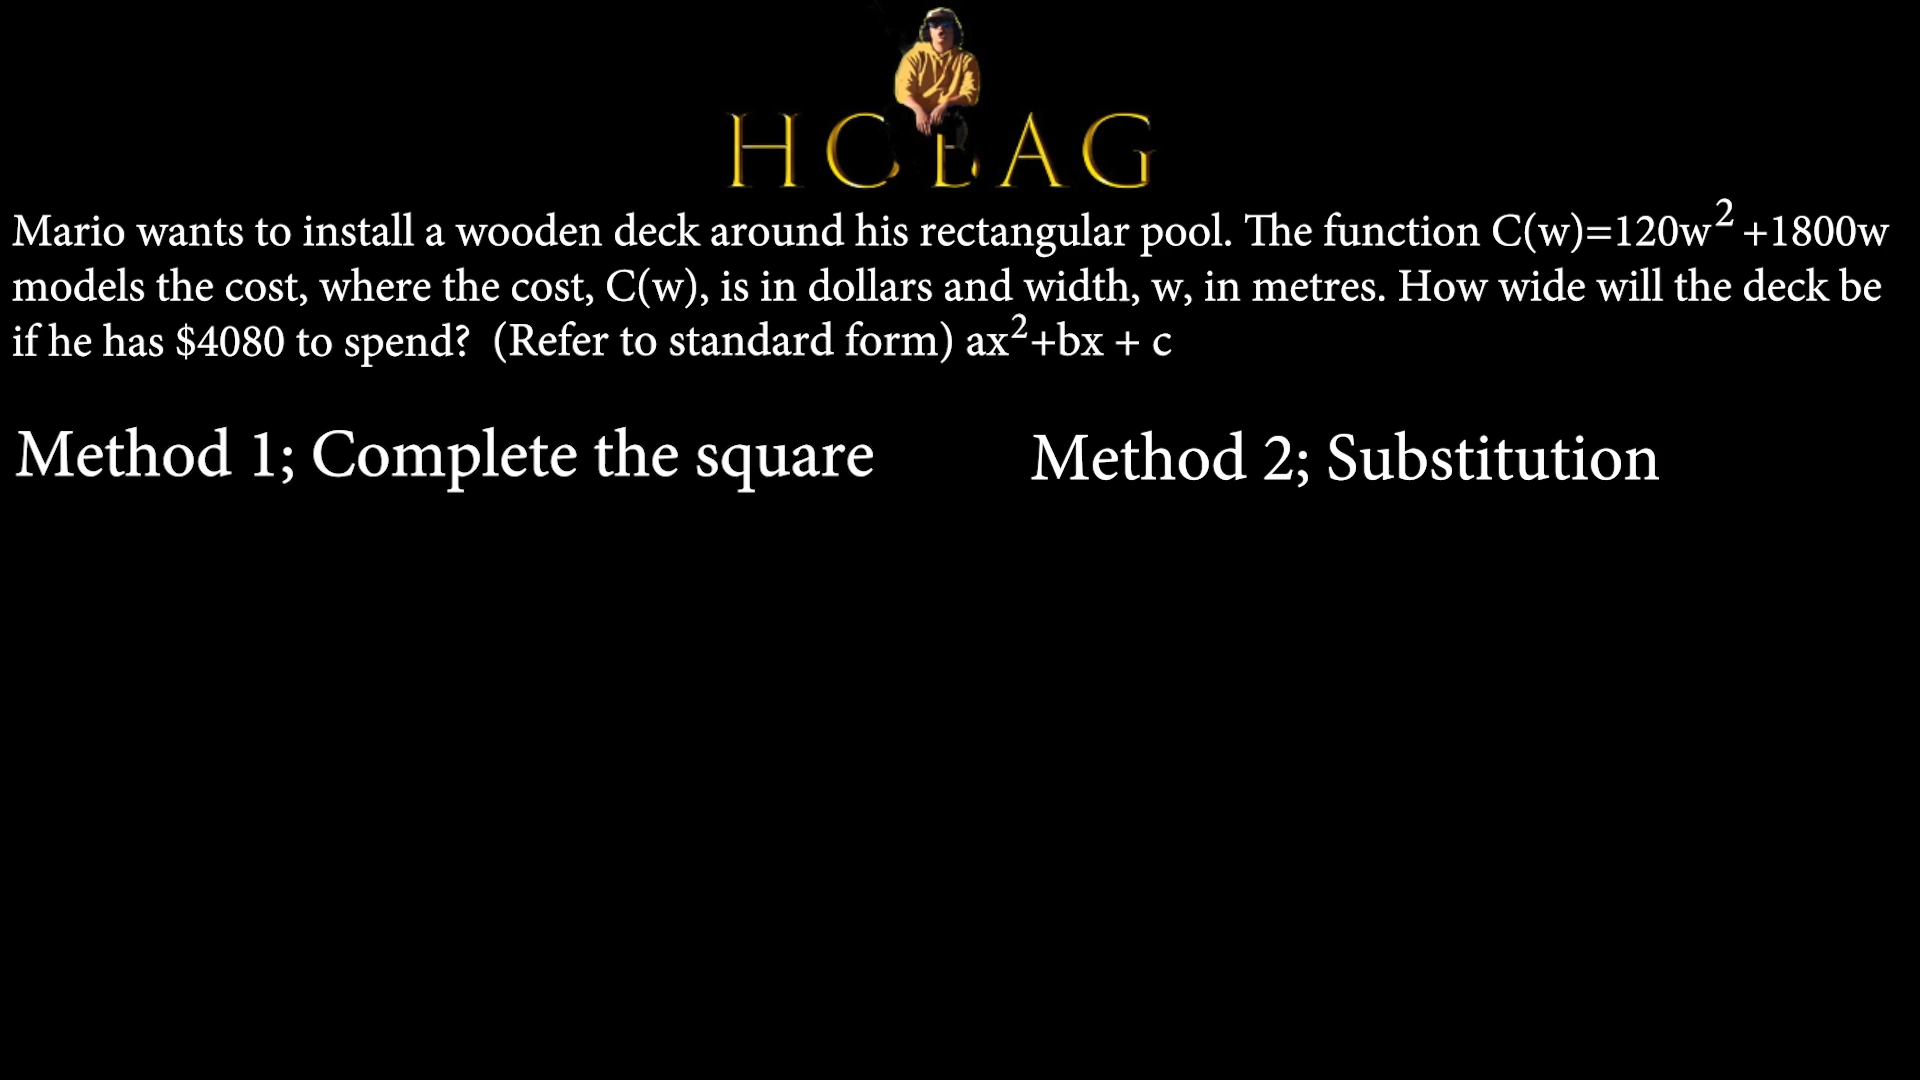 HOBAG
Mario wants to install a wooden deck around his rectangular pool. The function C(w)=120w² +1800w
models the cost, where the cost, C(w), is in dollars and width, w, in metres. How wide will the deck be
if he has $4080 to spend? (Refer to standard form) ax²+bx + c
Method 1; Complete the square
Method 2; Substitution